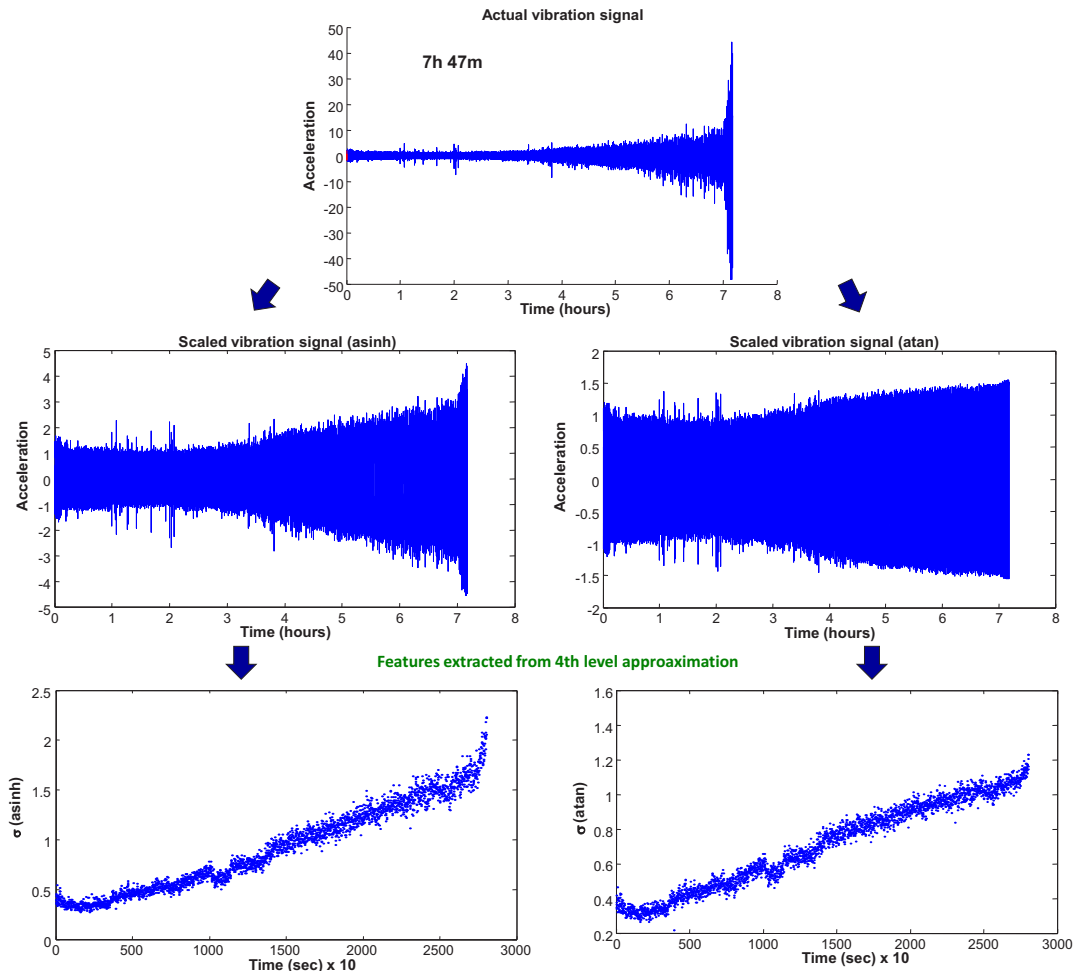 Actual vibration signal
7h 47m
Acceleration
50
40
30
20
10
0
-10
-20
-30
-40
-50
0 1 2 3 4 5 6 7 8
Time (hours)
Scaled vibration signal (asinh)
Acceleration
5
4
3
2
1
0
-1
-2
-3
-4
-5
0 1 2 3 4 5 6 7 8
Time (hours)
Scaled vibration signal (atan)
Acceleration
2
1.5
1
0.5
0
-0.5
-1
-1.5
-2
0 1 2 3 4 5 6 7 8
Time (hours)
Features extracted from 4th level approaximation
σ (asinh)
2.5
2
1.5
1
0.5
0
0 500 1000 1500 2000 2500 3000
Time (sec) x 10
σ (atan)
1.6
1.4
1.2
1
0.8
0.6
0.4
0.2
0 500 1000 1500 2000 2500 3000
Time (sec) x 10